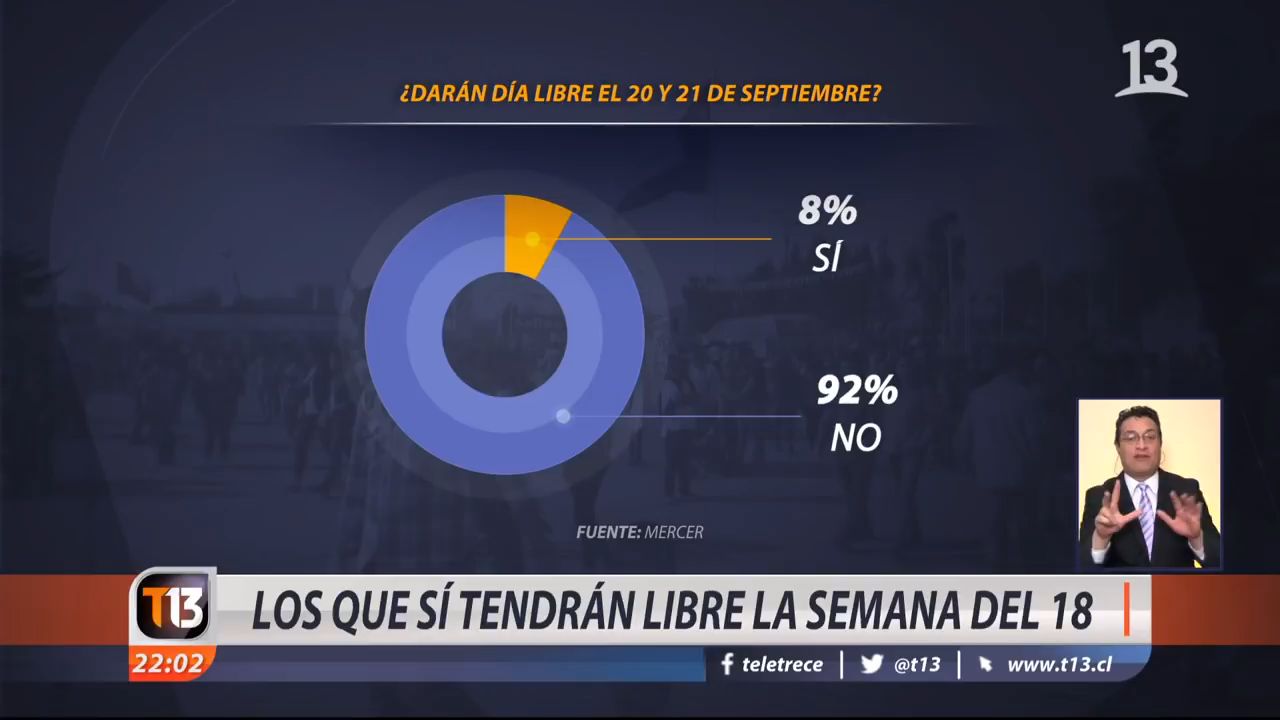 13
¿DARÁN DÍA LIBRE EL 20 Y 21 DE SEPTIEMBRE?
8%
SÍ
92%
NO
FUENTE: MERCER
T13
LOS QUE SÍ TENDRÁN LIBRE LA SEMANA DEL 18
22:02
teletrece
@t13
www.t13.cl